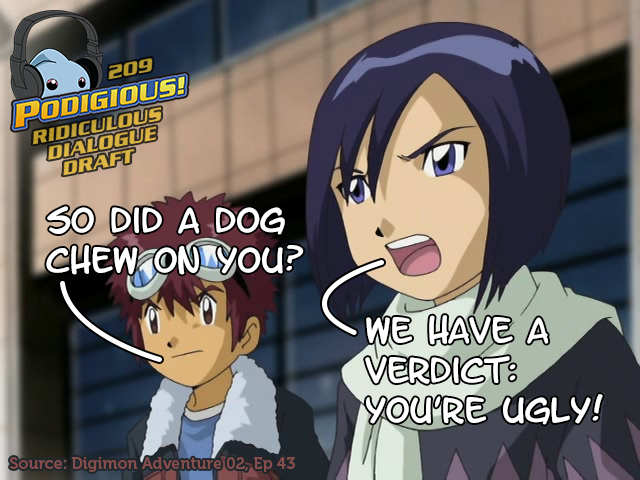 209
PODIGIOUS!
RIDICULOUS
DIALOGUE
DRAFT
SO DID A DOG
CHEW ON YOU?
WE HAVE A
VERDICT:
YOU'RE UGLY!
Source: Digimon Adventure 02, Ep 43